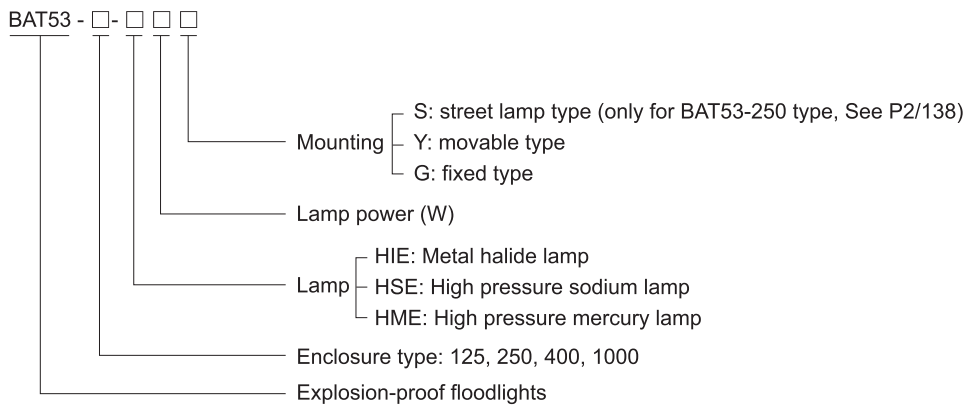 BAT53 - □ - □ □ □
S: street lamp type (only for BAT53-250 type, See P2/138)
Mounting
Y: movable type
G: fixed type
Lamp power (W)
HIE: Metal halide lamp
Lamp
HSE: High pressure sodium lamp
HME: High pressure mercury lamp
Enclosure type: 125, 250, 400, 1000
Explosion-proof floodlights